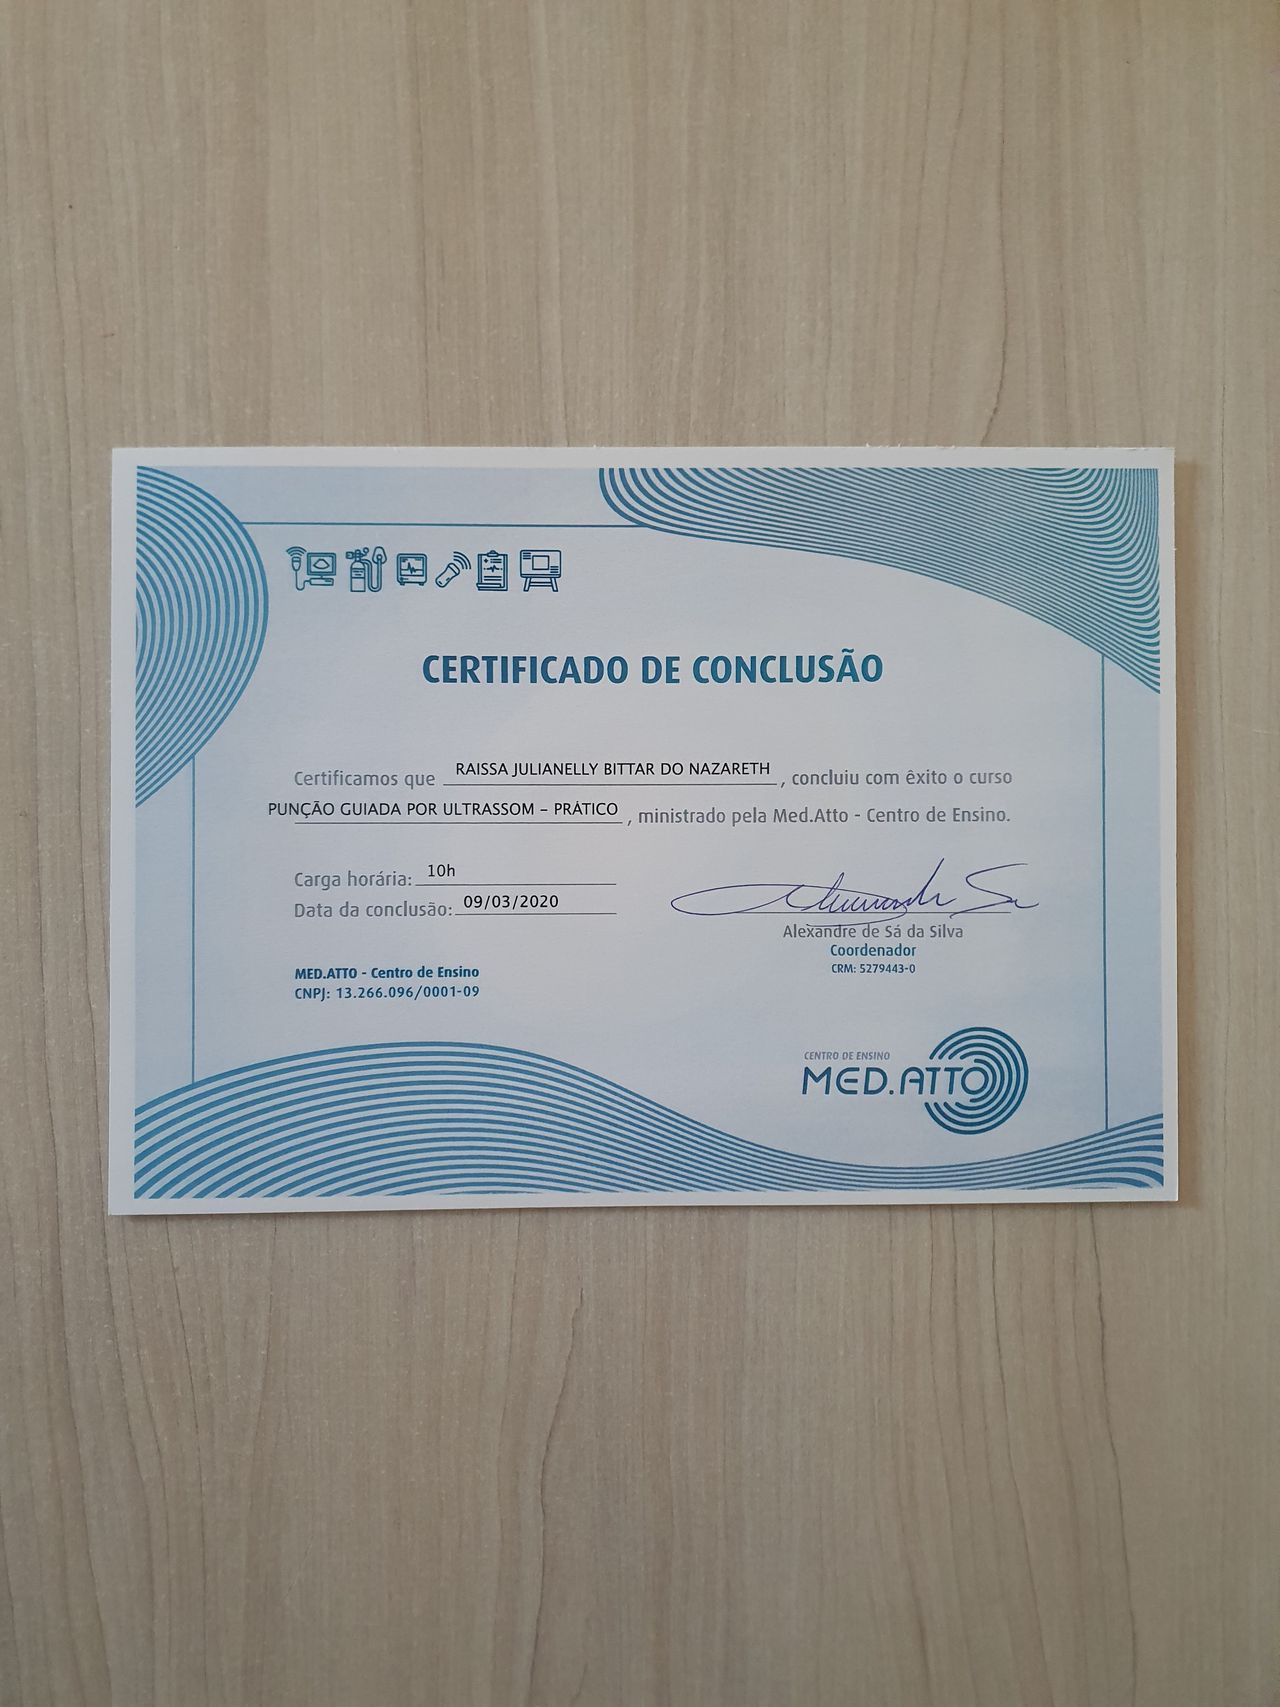 CERTIFICADO DE CONCLUSÃO
Certificamos que RAISSA JULIANELLY BITTAR DO NAZARETH, concluiu com êxito o curso
PUNÇÃO GUIADA POR ULTRASSOM – PRÁTICO, ministrado pela Med.Atto - Centro de Ensino.
Carga horária: 10h
Data da conclusão: 09/03/2020
Alexandre de Sá da Silva
Coordenador
CRM: 5279443-0
MED.ATTO - Centro de Ensino
CNPJ: 13.266.096/0001-09
CENTRO DE ENSINO
MED.ATTO